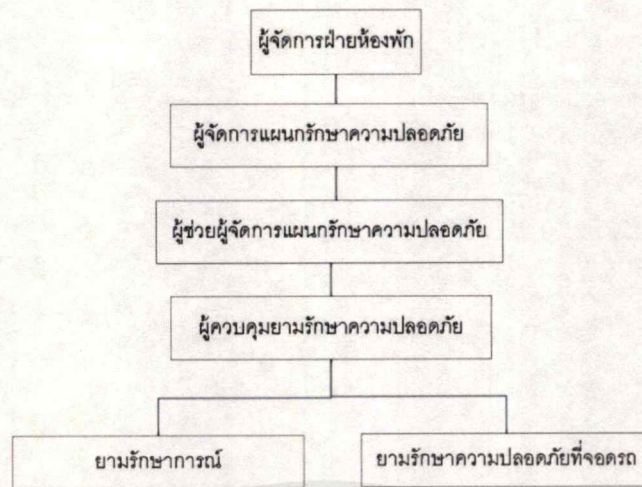 ผู้จัดการฝ่ายห้องพัก
ผู้จัดการแผนกรักษาความปลอดภัย
ผู้ช่วยผู้จัดการแผนกรักษาความปลอดภัย
ผู้ควบคุมยามรักษาความปลอดภัย
ยามรักษาการณ์
ยามรักษาความปลอดภัยที่จอดรถ